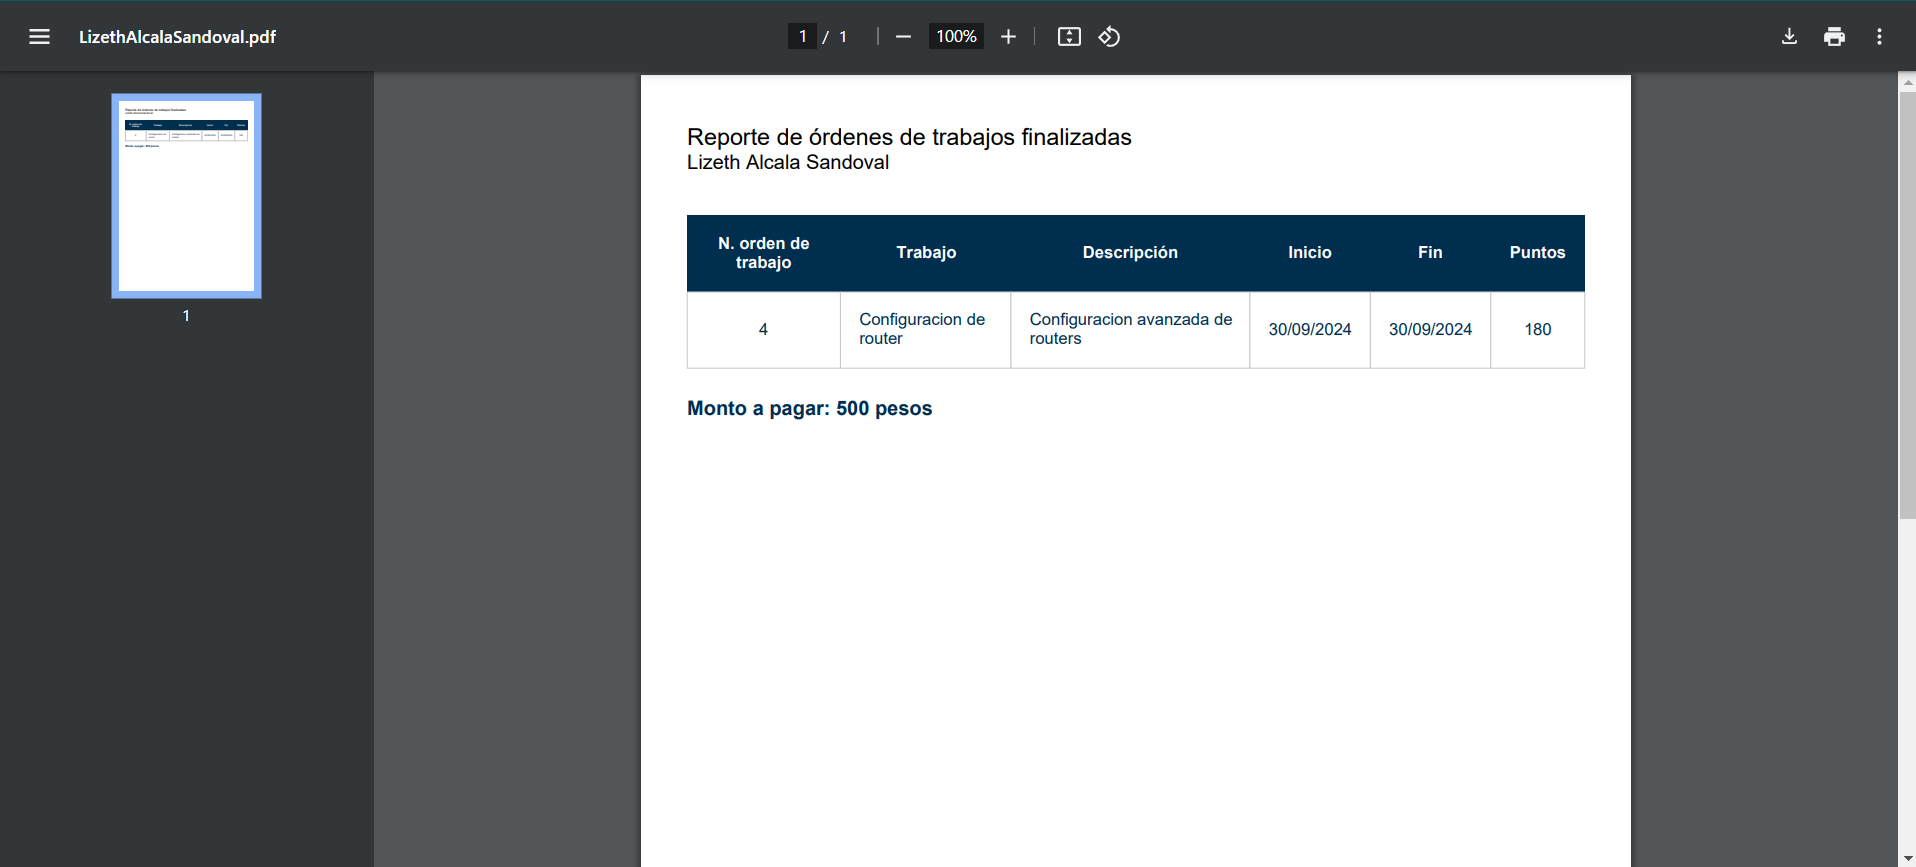 LizethAlcalaSandoval.pdf
1 / 1
100%
1
Reporte de órdenes de trabajos finalizadas
Lizeth Alcala Sandoval
N. orden de
trabajo
Trabajo
Descripción
Inicio
Fin
Puntos
4
Configuracion de
router
Configuracion avanzada de
routers
30/09/2024
30/09/2024
180
Monto a pagar: 500 pesos